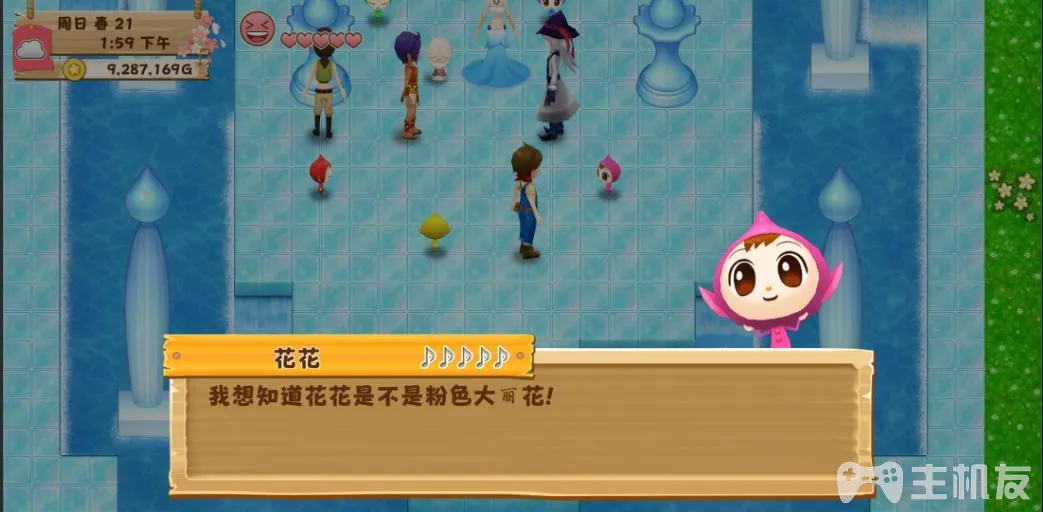 周日 春 21
1:59 下午
9,287,169G
花花
我想知道花花是不是粉色大丽花!
主机友